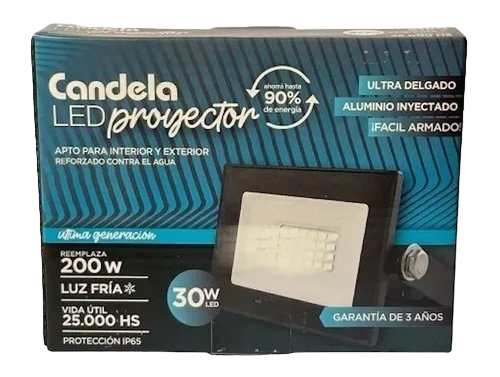 Candela
LED proyector
ahorrá hasta
90%
de energía
ULTRA DELGADO
ALUMINIO INYECTADO
¡FACIL ARMADO!
APTO PARA INTERIOR Y EXTERIOR
REFORZADO CONTRA EL AGUA
última generación
REEMPLAZA
200 W
LUZ FRÍA
VIDA ÚTIL
25.000 HS
PROTECCIÓN IP65
30W
LED
GARANTÍA DE 3 AÑOS